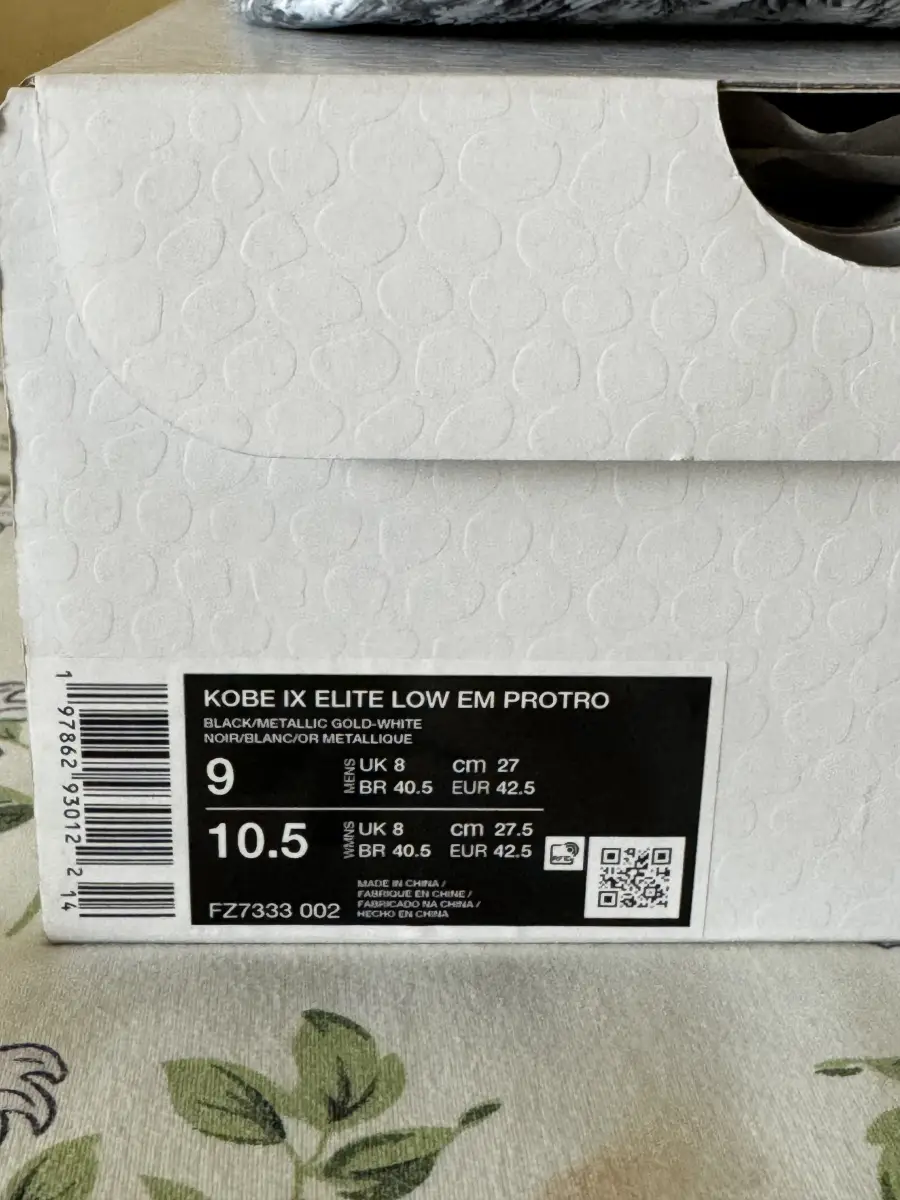 KOBE IX ELITE LOW EM PROTRO
BLACK/METALLIC GOLD-WHITE
NOIR/BLANC/OR METALLIQUE
9 MENS UK 8 cm 27
BR 40.5 EUR 42.5
10.5 WMNS UK 8 cm 27.5
BR 40.5 EUR 42.5
MADE IN CHINA /
FABRIQUE EN CHINE /
FABRICADO NA CHINA /
HECHO EN CHINA
FZ7333 002
1 97862 93012 2 14